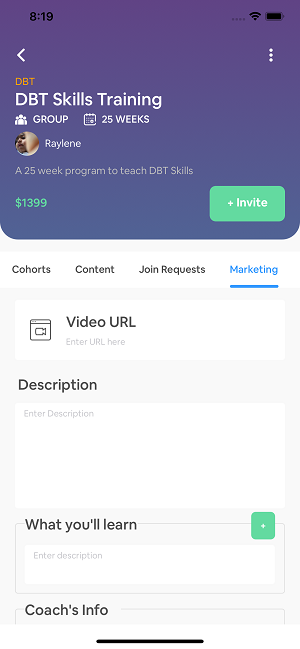 8:19
DBT
DBT Skills Training
GROUP 25 WEEKS
Raylene
A 25 week program to teach DBT Skills
$1399
+ Invite
Cohorts Content Join Requests Marketing
Video URL
Enter URL here
Description
Enter Description
What you'll learn
+
Enter description
Coach's Info